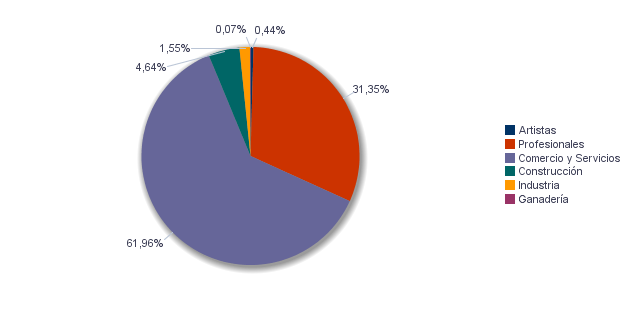 0,07%
0,44%
1,55%
4,64%
31,35%
61,96%
Artistas
Profesionales
Comercio y Servicios
Construcción
Industria
Ganadería